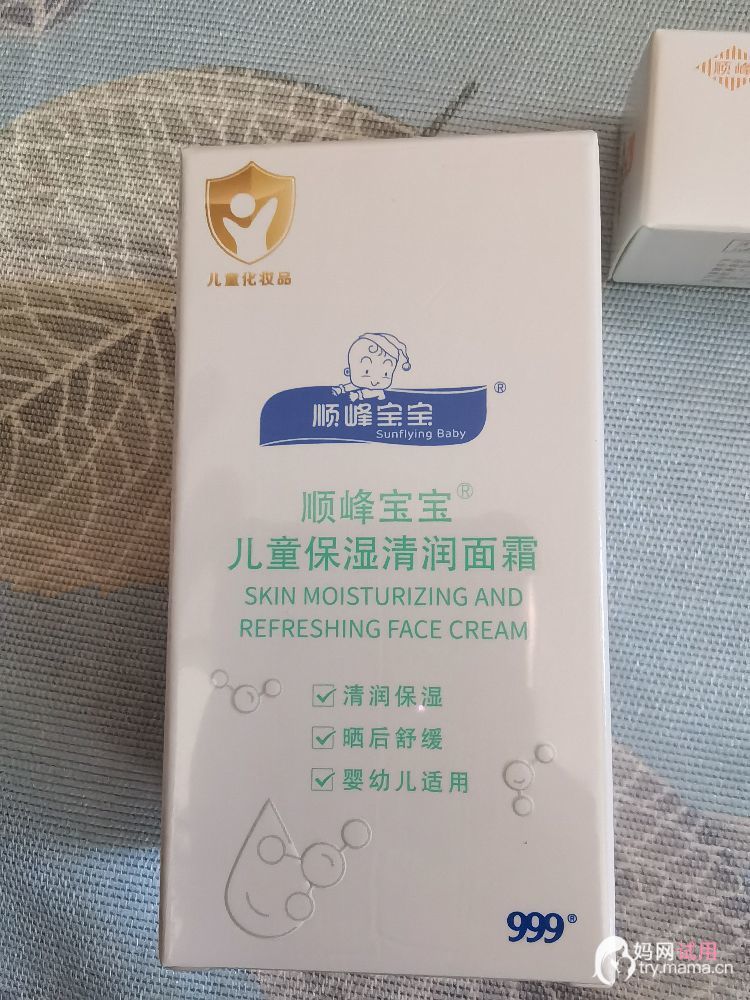 顺峰
儿童化妆品
顺峰宝宝®
Sunflying Baby
顺峰宝宝®
儿童保湿清润面霜
SKIN MOISTURIZING AND
REFRESHING FACE CREAM
清润保湿
晒后舒缓
婴幼儿适用
999®
妈网试用
try.mama.cn